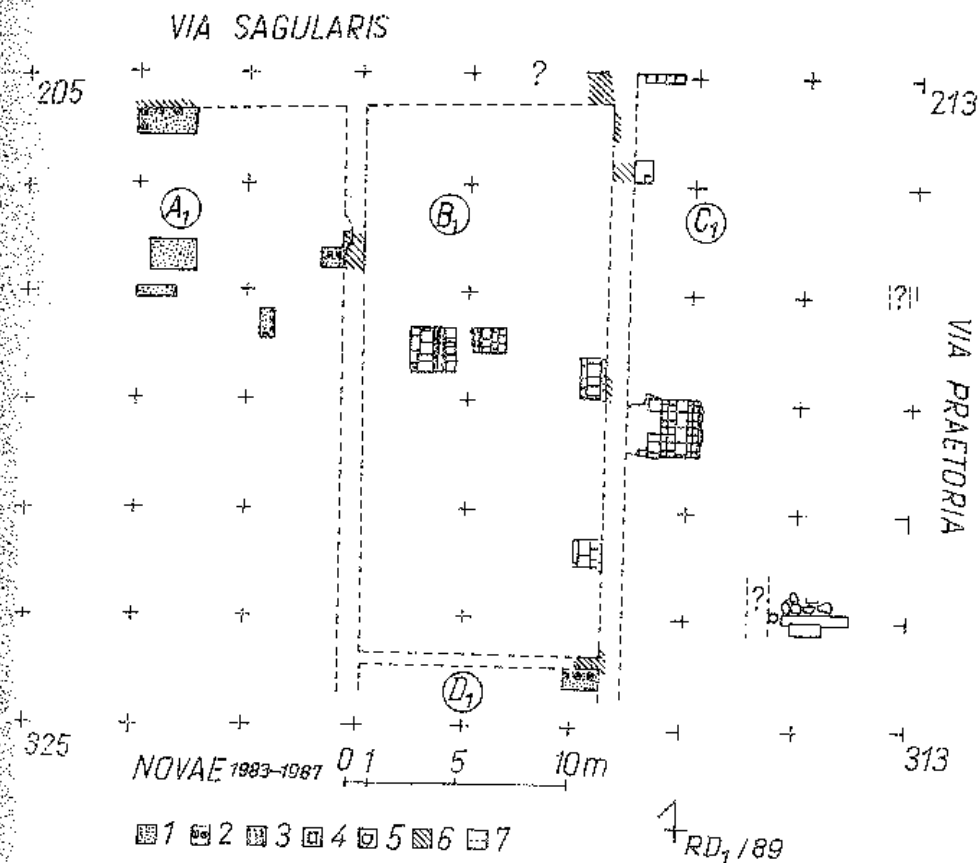 VIA SAGULARIS
?
205
213
A1
B1
C1
?
VIA PRAETORIA
?
D1
325
313
NOVAE 1983–1987
0 1 5 10m
1 2 3 4 5 6 7
RD1/89